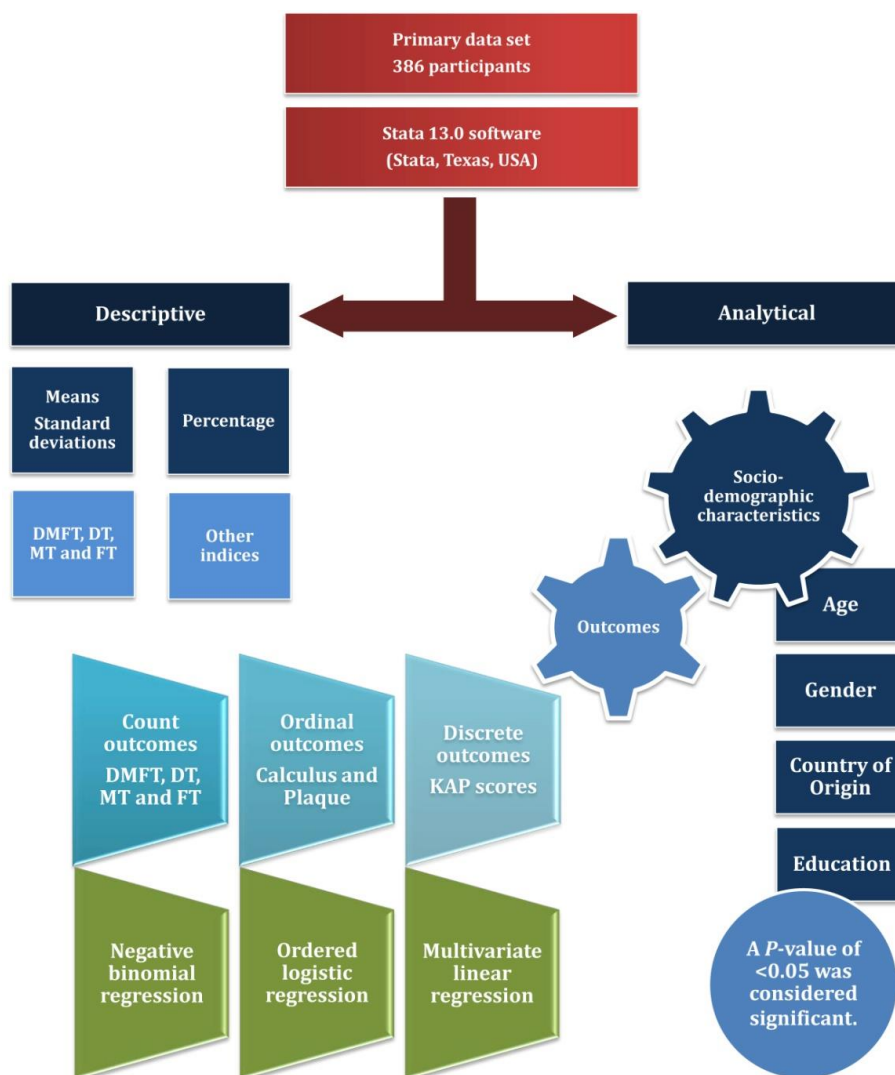 Primary data set
386 participants
Stata 13.0 software
(Stata, Texas, USA)
Descriptive
Analytical
Means
Standard
deviations
Percentage
DMFT, DT,
MT and FT
Other
indices
Socio-
demographic
characteristics
Outcomes
Age
Gender
Country of
Origin
Education
Count
outcomes
DMFT, DT,
MT and FT
Ordinal
outcomes
Calculus and
Plaque
Discrete
outcomes
KAP scores
Negative
binomial
regression
Ordered
logistic
regression
Multivariate
linear
regression
A P-value of
<0.05 was
considered
significant.